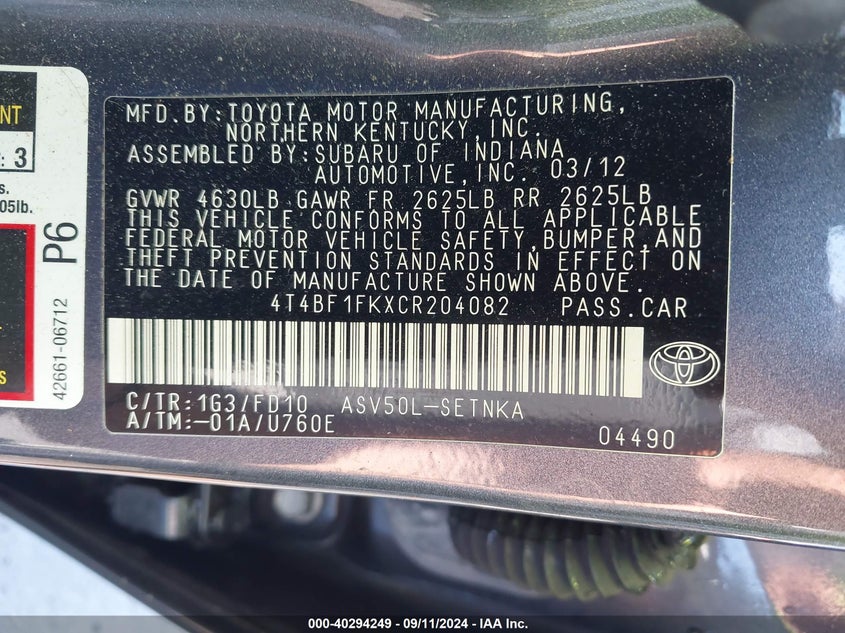 NT
: 3
s.
05lb.
P6
42661-06712
S
MFD.BY:TOYOTA MOTOR MANUFACTURING,
NORTHERN KENTUCKY,INC.
ASSEMBLED BY:SUBARU OF INDIANA
AUTOMOTIVE,INC. 03/12
GVWR 4630LB GAWR FR 2625LB RR 2625LB
THIS VEHICLE CONFORMS TO ALL APPLICABLE
FEDERAL MOTOR VEHICLE SAFETY,BUMPER,AND
THEFT PREVENTION STANDARDS IN EFFECT ON
THE DATE OF MANUFACTURE SHOWN ABOVE.
4T4BF1FKXCR204082 PASS.CAR
C/TR:1G3/FD10 ASV50L-SETNKA
A/TM:-01A/U760E 04490
000-40294249 - 09/11/2024 - IAA Inc.